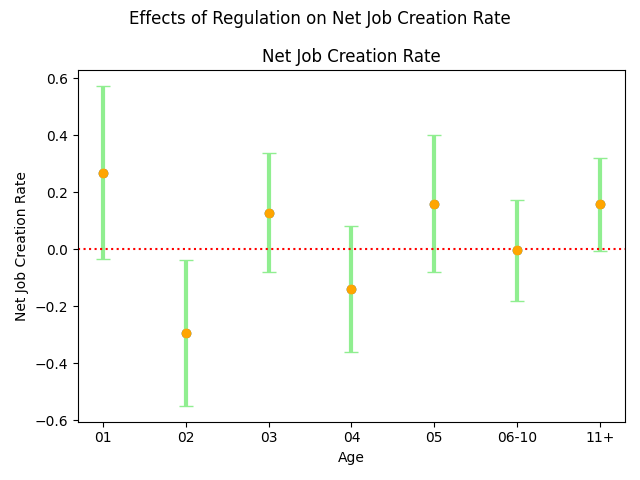 Effects of Regulation on Net Job Creation Rate
Net Job Creation Rate
Net Job Creation Rate
0.6
0.4
0.2
0.0
−0.2
−0.4
−0.6
01 02 03 04 05 06-10 11+
Age